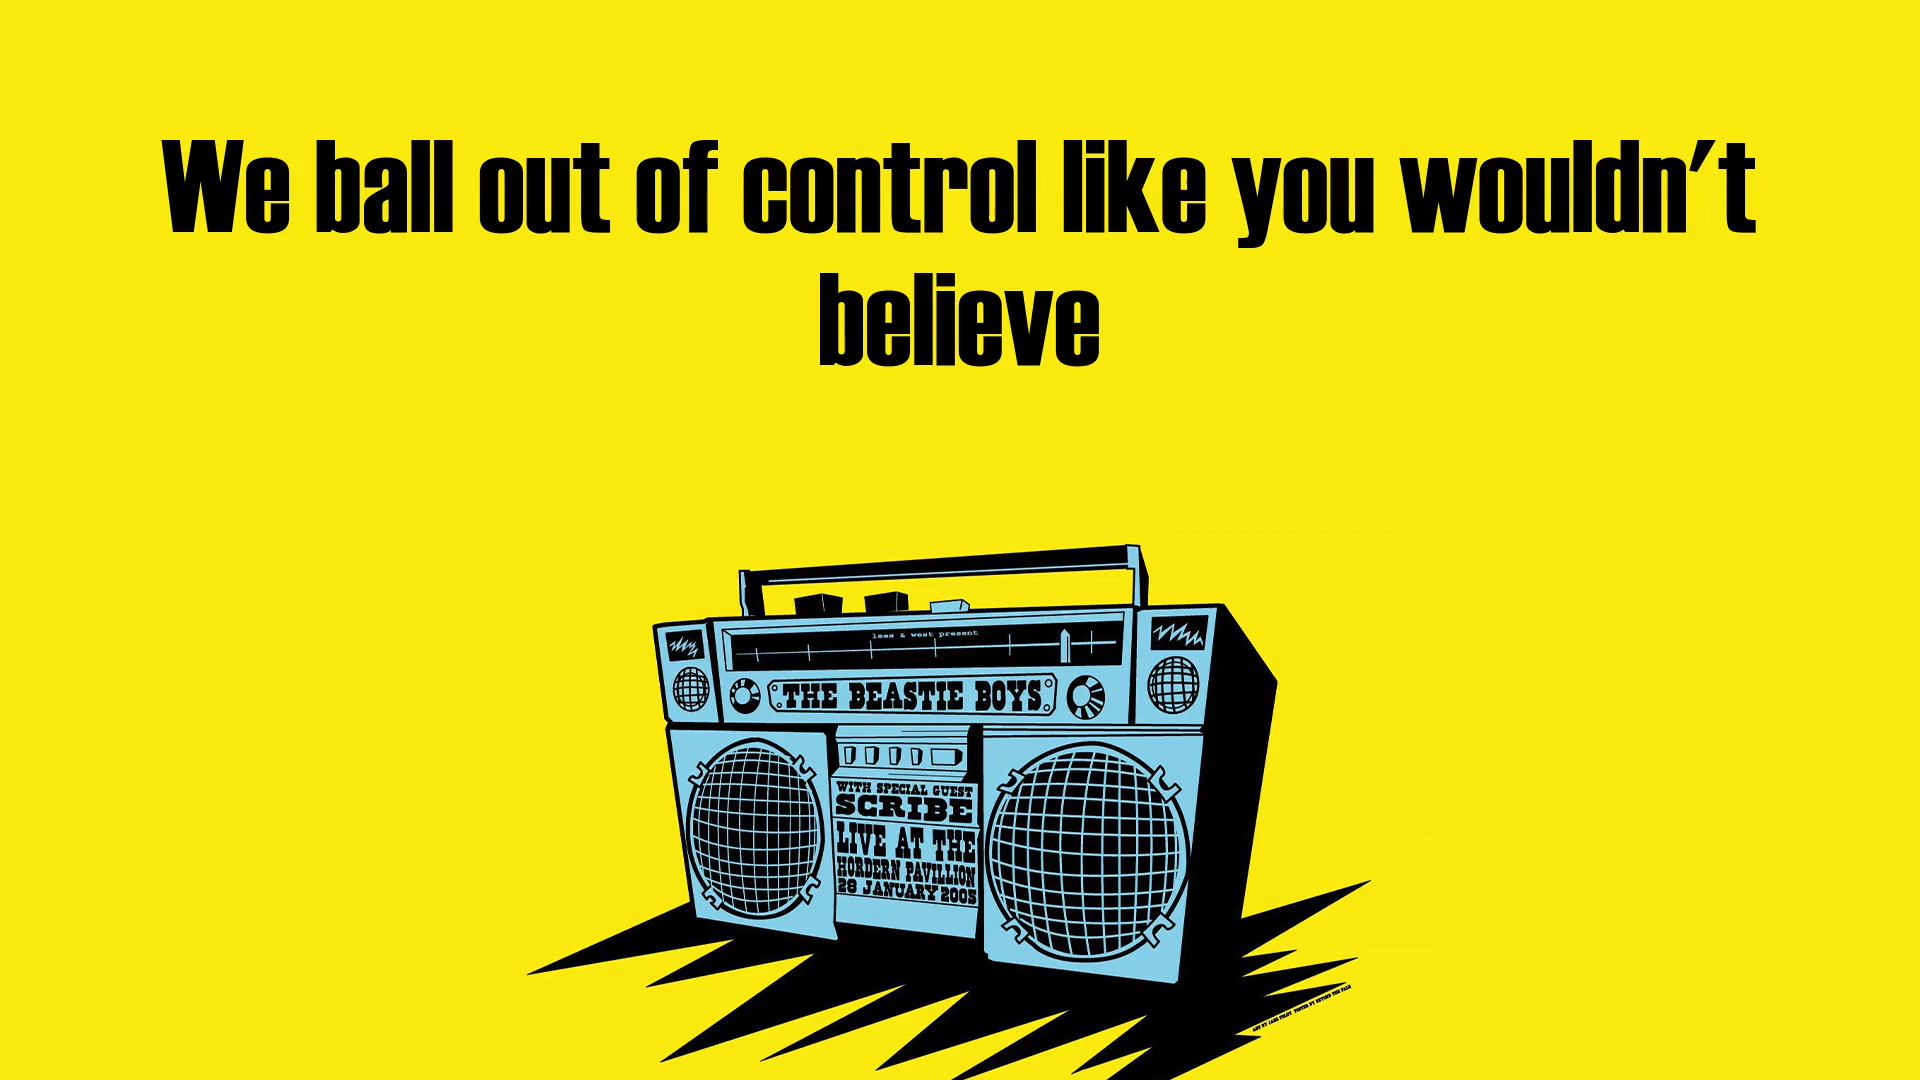 We ball out of control like you wouldn't
believe
lees & west present
THE BEASTIE BOYS
WITH SPECIAL GUEST
SCRIBE
LIVE AT THE
HORDERN PAVILLION
28 JANUARY 2005